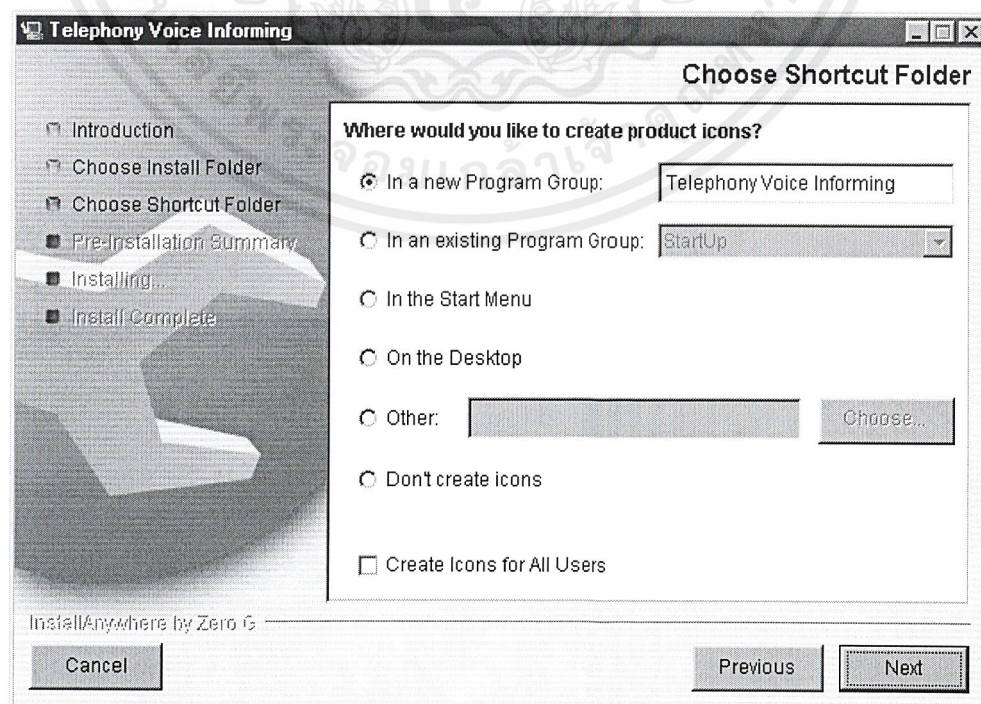 Telephony Voice Informing
Choose Shortcut Folder
Introduction
Choose Install Folder
Choose Shortcut Folder
Pre-Installation Summary
Installing...
Install Complete
Where would you like to create product icons?
In a new Program Group: Telephony Voice Informing
In an existing Program Group: StartUp
In the Start Menu
On the Desktop
Other: Choose...
Don't create icons
Create Icons for All Users
InstallAnywhere by Zero G
Cancel Previous Next